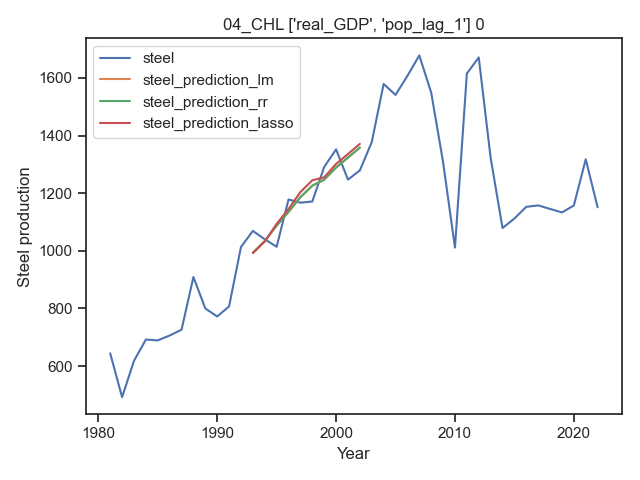 04_CHL ['real_GDP', 'pop_lag_1'] 0
steel
steel_prediction_lm
steel_prediction_rr
steel_prediction_lasso
Steel production
1600
1400
1200
1000
800
600
1980
1990
2000
2010
2020
Year